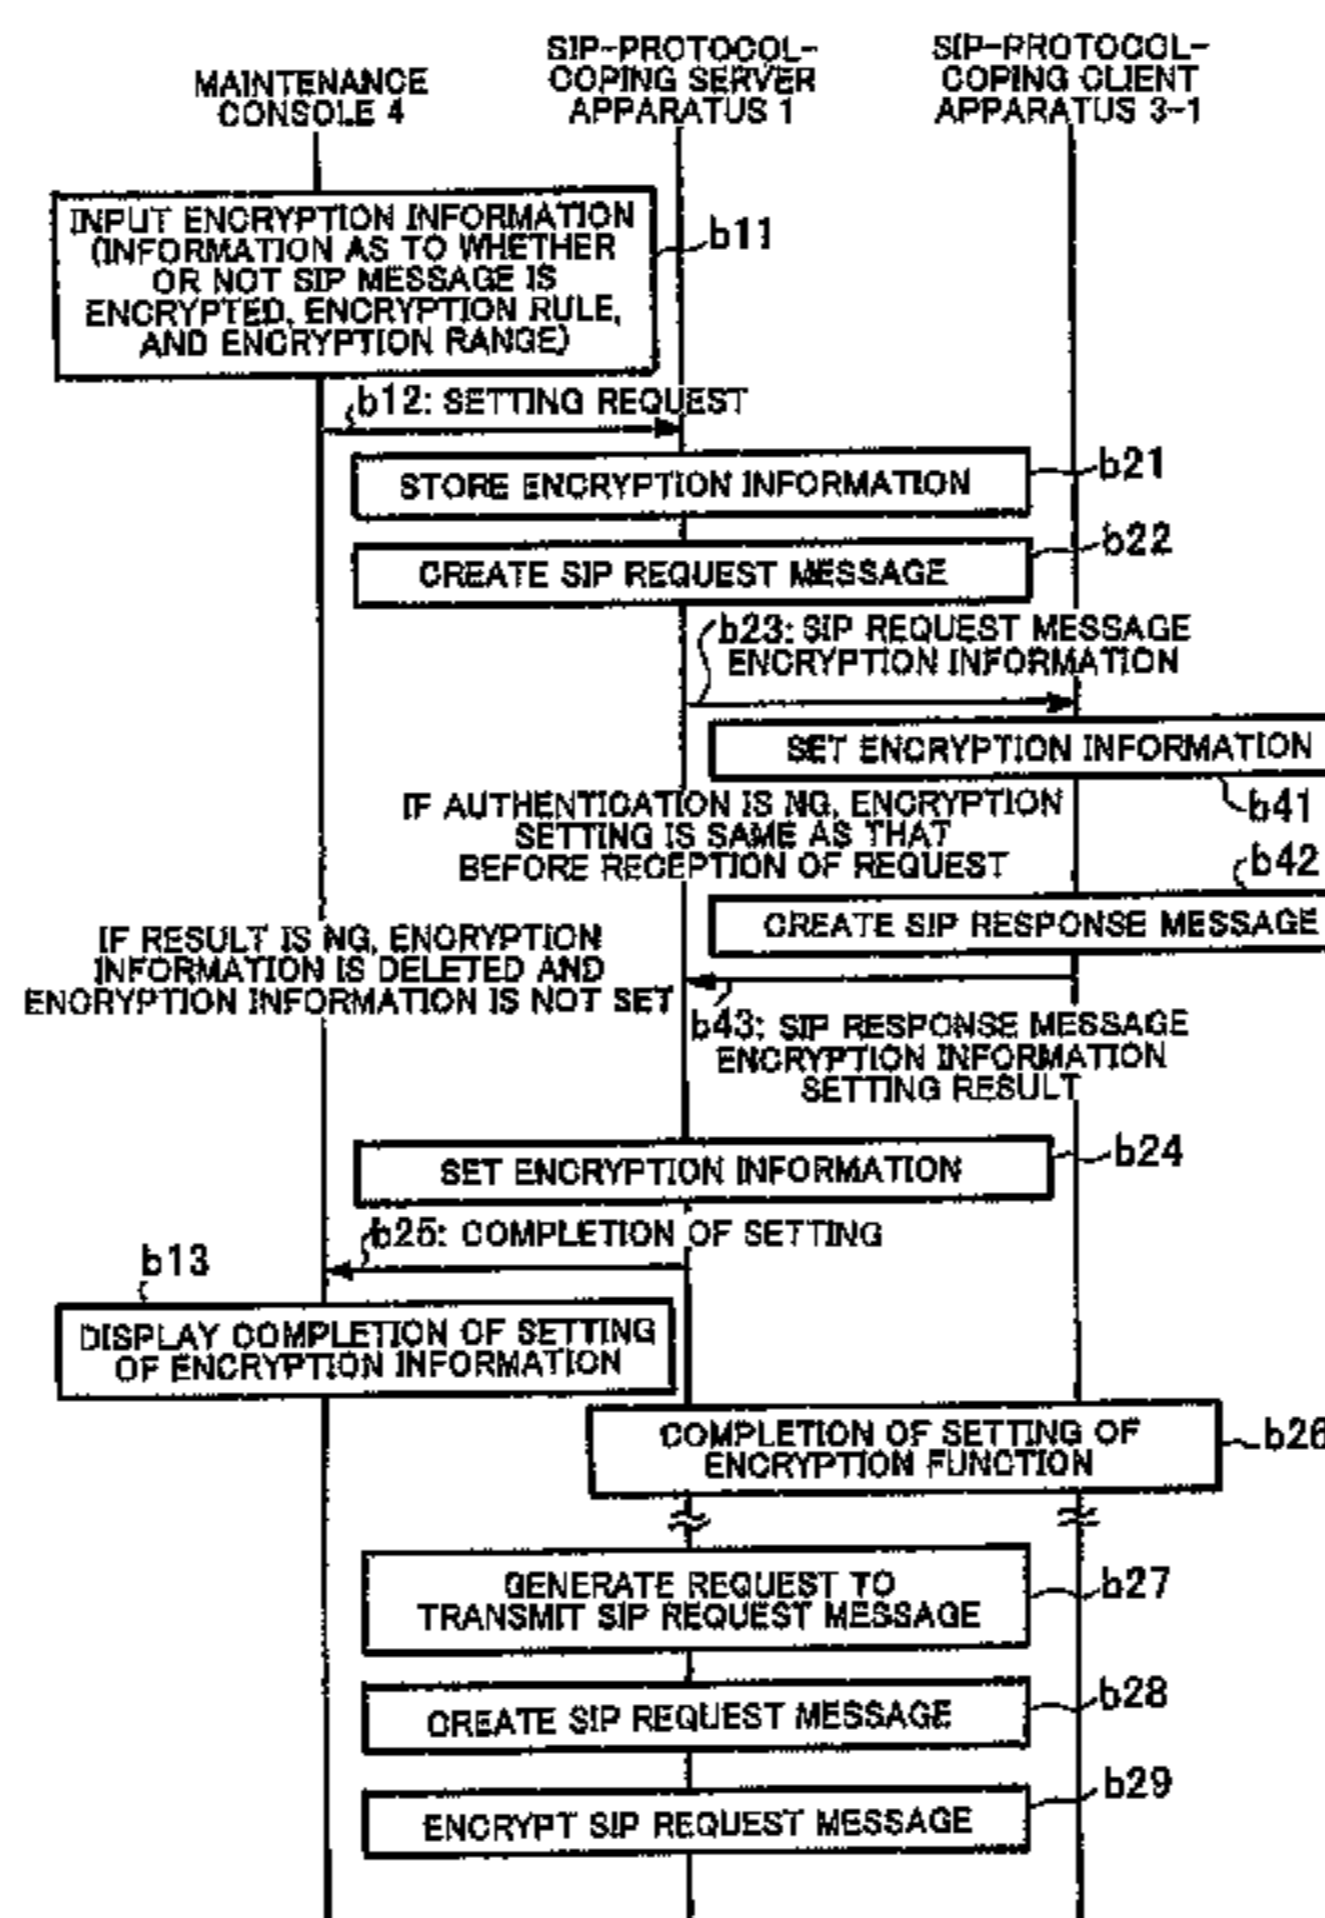 MAINTENANCE
CONSOLE 4
SIP-PROTOCOL-
COPING SERVER
APPARATUS 1
SIP-PROTOCOL-
COPING CLIENT
APPARATUS 3-1
INPUT ENCRYPTION INFORMATION
(INFORMATION AS TO WHETHER
OR NOT SIP MESSAGE IS
ENCRYPTED, ENCRYPTION RULE,
AND ENCRYPTION RANGE)
b11
b12: SETTING REQUEST
STORE ENCRYPTION INFORMATION
b21
CREATE SIP REQUEST MESSAGE
b22
b23: SIP REQUEST MESSAGE
ENCRYPTION INFORMATION
SET ENCRYPTION INFORMATION
b41
IF AUTHENTICATION IS NG, ENCRYPTION
SETTING IS SAME AS THAT
BEFORE RECEPTION OF REQUEST
b42
CREATE SIP RESPONSE MESSAGE
IF RESULT IS NG, ENCRYPTION
INFORMATION IS DELETED AND
ENCRYPTION INFORMATION IS NOT SET
b43: SIP RESPONSE MESSAGE
ENCRYPTION INFORMATION
SETTING RESULT
SET ENCRYPTION INFORMATION
b24
b25: COMPLETION OF SETTING
b13
DISPLAY COMPLETION OF SETTING
OF ENCRYPTION INFORMATION
COMPLETION OF SETTING OF
ENCRYPTION FUNCTION
b26
GENERATE REQUEST TO
TRANSMIT SIP REQUEST MESSAGE
b27
CREATE SIP REQUEST MESSAGE
b28
ENCRYPT SIP REQUEST MESSAGE
b29